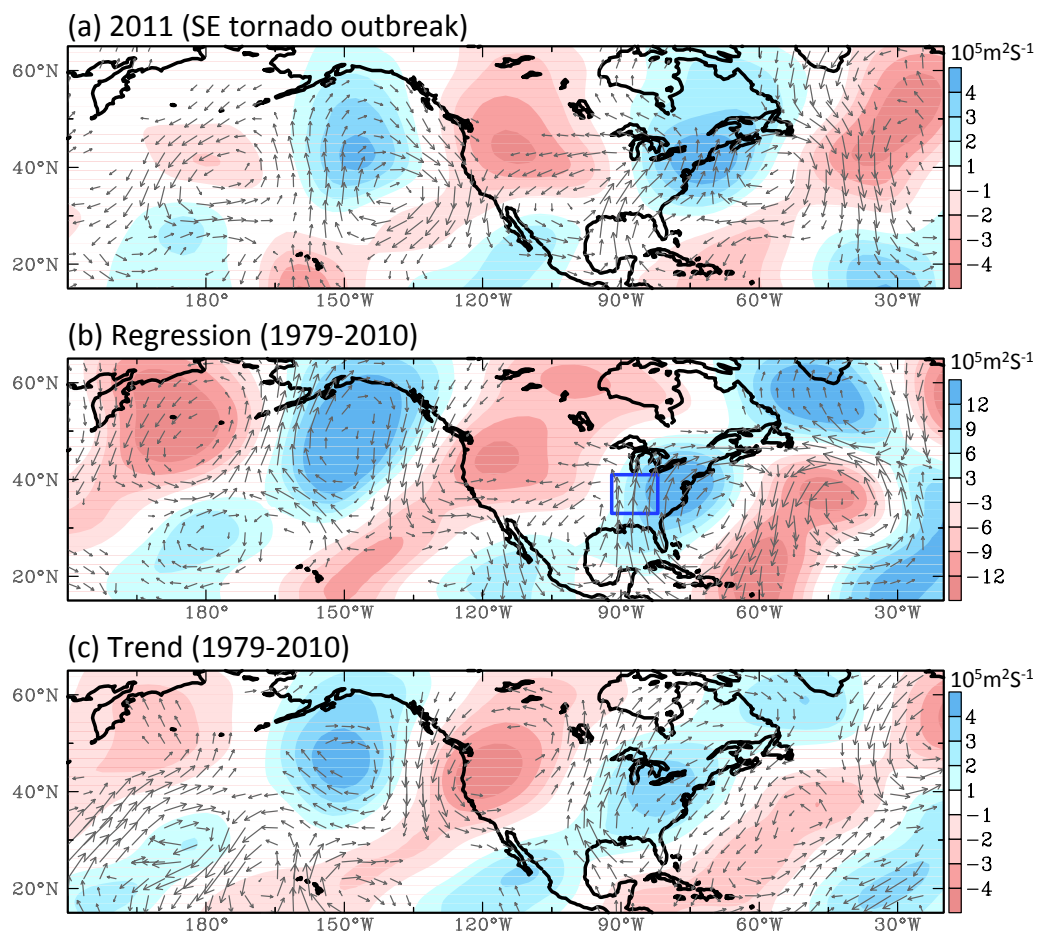 (a) 2011 (SE tornado outbreak)
10⁵m²S⁻¹
60°N
40°N
20°N
4
3
2
1
−1
−2
−3
−4
180° 150°W 120°W 90°W 60°W 30°W
(b) Regression (1979-2010)
10⁵m²S⁻¹
60°N
40°N
20°N
12
9
6
3
−3
−6
−9
−12
180° 150°W 120°W 90°W 60°W 30°W
(c) Trend (1979-2010)
10⁵m²S⁻¹
60°N
40°N
20°N
4
3
2
1
−1
−2
−3
−4
180° 150°W 120°W 90°W 60°W 30°W